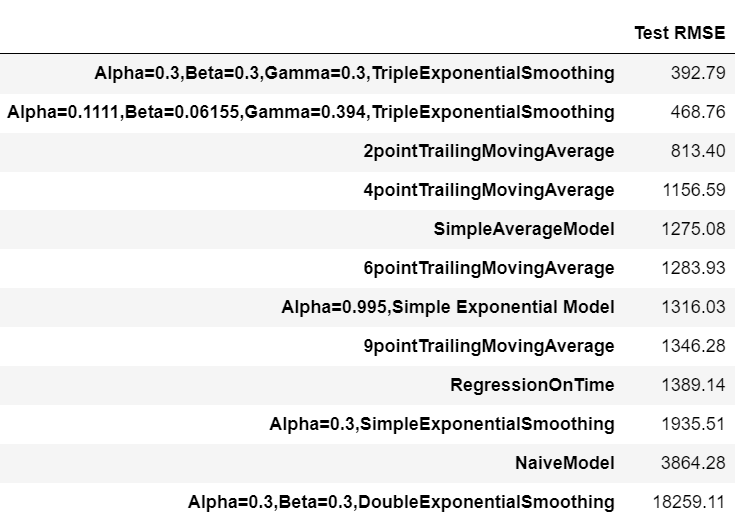 Test RMSE
Alpha=0.3,Beta=0.3,Gamma=0.3,TripleExponentialSmoothing 392.79
Alpha=0.1111,Beta=0.06155,Gamma=0.394,TripleExponentialSmoothing 468.76
2pointTrailingMovingAverage 813.40
4pointTrailingMovingAverage 1156.59
SimpleAverageModel 1275.08
6pointTrailingMovingAverage 1283.93
Alpha=0.995,Simple Exponential Model 1316.03
9pointTrailingMovingAverage 1346.28
RegressionOnTime 1389.14
Alpha=0.3,SimpleExponentialSmoothing 1935.51
NaiveModel 3864.28
Alpha=0.3,Beta=0.3,DoubleExponentialSmoothing 18259.11